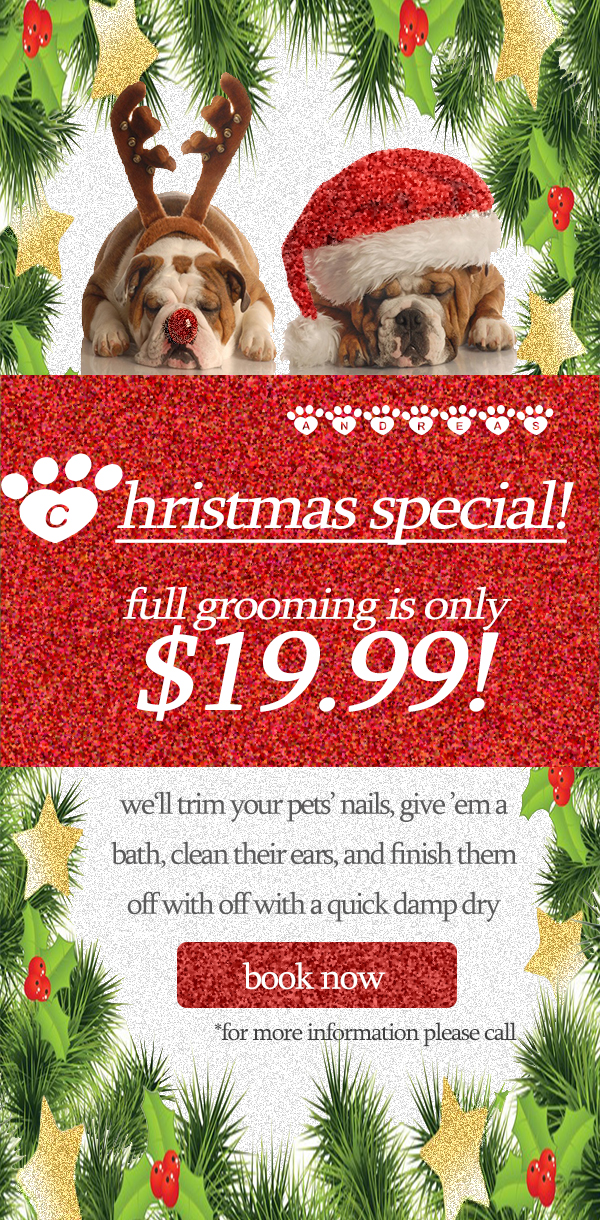 ANDREAS
Christmas special!
full grooming is only
$19.99!
we'll trim your pets' nails, give 'em a
bath, clean their ears, and finish them
off with off with a quick damp dry
book now
*for more information please call